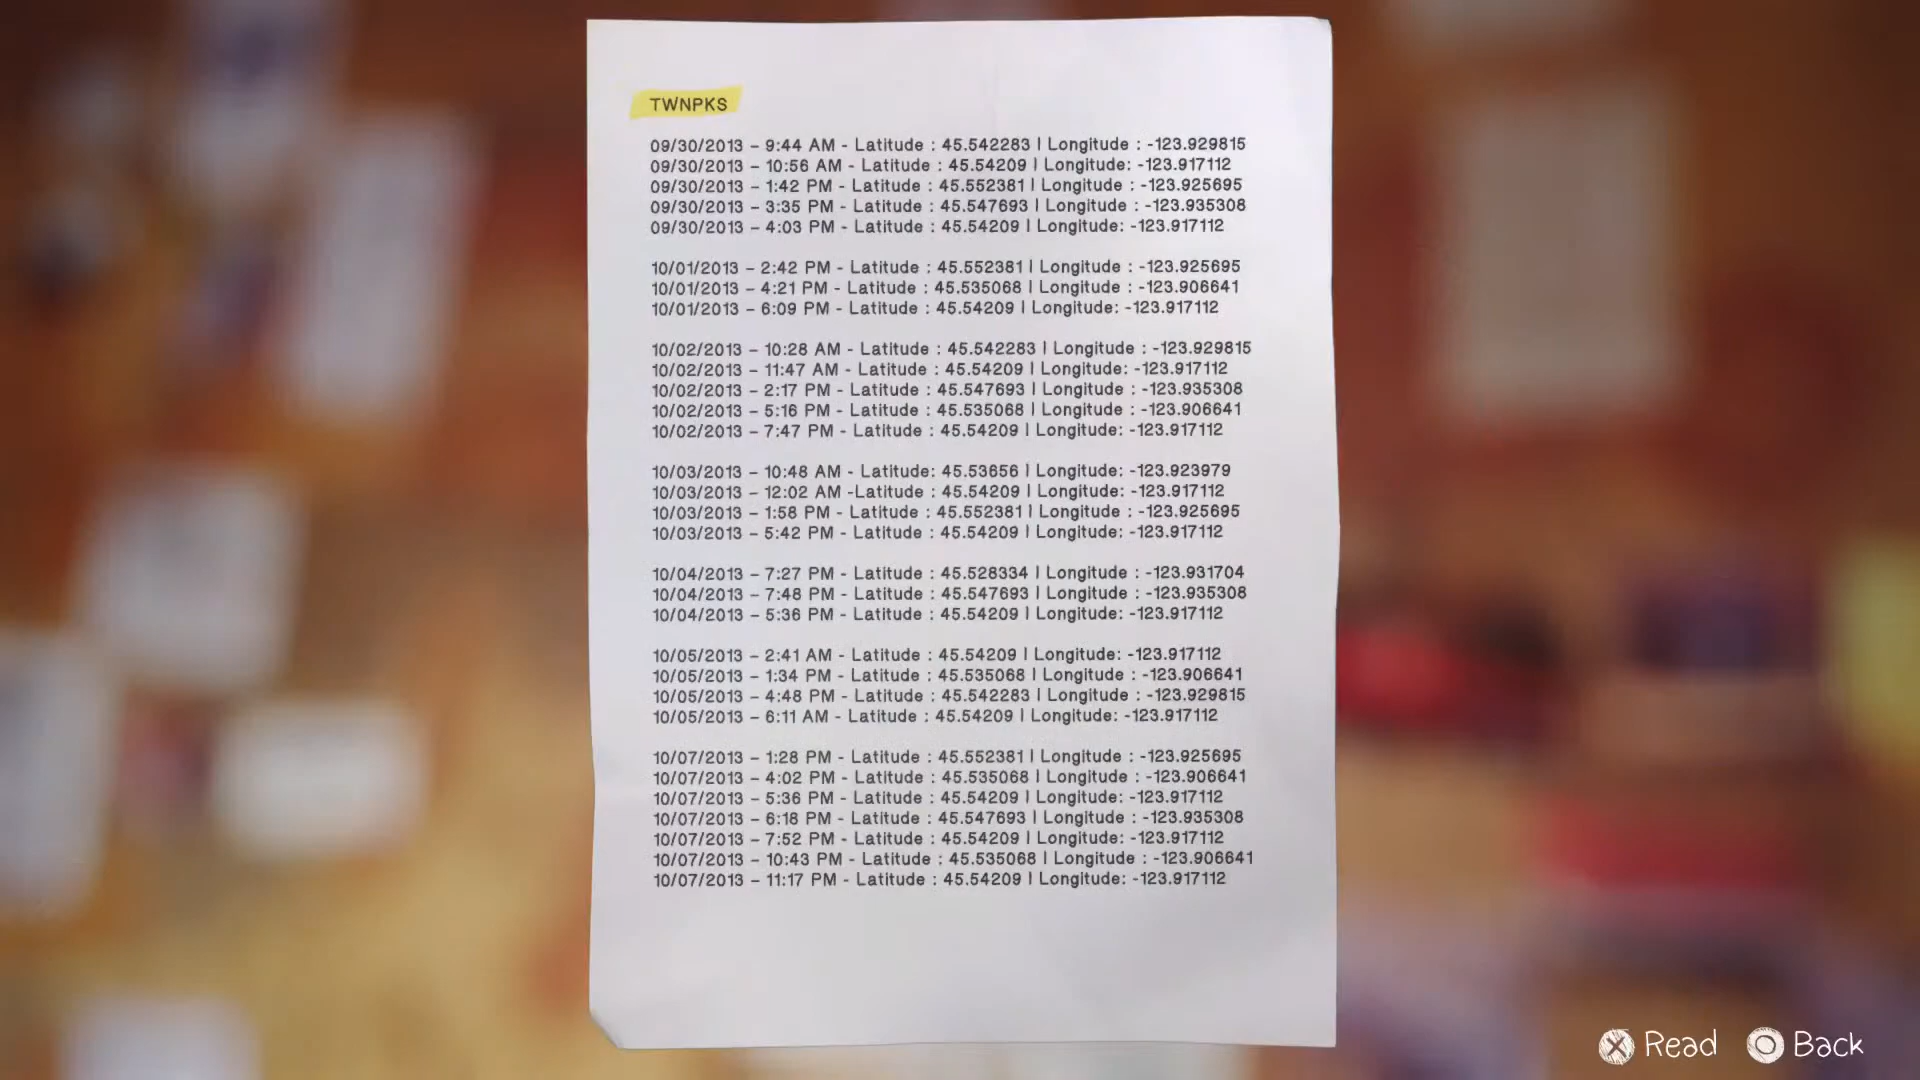 TWNPKS
09/30/2013 – 9:44 AM - Latitude : 45.542283 | Longitude : -123.929815
09/30/2013 – 10:56 AM - Latitude : 45.54209 | Longitude: -123.917112
09/30/2013 – 1:42 PM - Latitude : 45.552381 | Longitude : -123.925695
09/30/2013 – 3:35 PM - Latitude : 45.547693 | Longitude : -123.935308
09/30/2013 – 4:03 PM - Latitude : 45.54209 | Longitude: -123.917112
10/01/2013 – 2:42 PM - Latitude : 45.552381 | Longitude : -123.925695
10/01/2013 – 4:21 PM - Latitude : 45.535068 | Longitude : -123.906641
10/01/2013 – 6:09 PM - Latitude : 45.54209 | Longitude: -123.917112
10/02/2013 – 10:28 AM - Latitude : 45.542283 | Longitude : -123.929815
10/02/2013 – 11:47 AM - Latitude : 45.54209 | Longitude: -123.917112
10/02/2013 – 2:17 PM - Latitude : 45.547693 | Longitude : -123.935308
10/02/2013 – 5:16 PM - Latitude : 45.535068 | Longitude : -123.906641
10/02/2013 – 7:47 PM - Latitude : 45.54209 | Longitude: -123.917112
10/03/2013 – 10:48 AM - Latitude: 45.53656 | Longitude: -123.923979
10/03/2013 – 12:02 AM -Latitude : 45.54209 | Longitude: -123.917112
10/03/2013 – 1:58 PM - Latitude : 45.552381 | Longitude : -123.925695
10/03/2013 – 5:42 PM - Latitude : 45.54209 | Longitude: -123.917112
10/04/2013 – 7:27 PM - Latitude : 45.528334 | Longitude : -123.931704
10/04/2013 – 7:48 PM - Latitude : 45.547693 | Longitude : -123.935308
10/04/2013 – 5:36 PM - Latitude : 45.54209 | Longitude: -123.917112
10/05/2013 – 2:41 AM - Latitude : 45.54209 | Longitude: -123.917112
10/05/2013 – 1:34 PM - Latitude : 45.535068 | Longitude : -123.906641
10/05/2013 – 4:48 PM - Latitude : 45.542283 | Longitude : -123.929815
10/05/2013 – 6:11 AM - Latitude : 45.54209 | Longitude: -123.917112
10/07/2013 – 1:28 PM - Latitude : 45.552381 | Longitude : -123.925695
10/07/2013 – 4:02 PM - Latitude : 45.535068 | Longitude : -123.906641
10/07/2013 – 5:36 PM - Latitude : 45.54209 | Longitude: -123.917112
10/07/2013 – 6:18 PM - Latitude : 45.547693 | Longitude : -123.935308
10/07/2013 – 7:52 PM - Latitude : 45.54209 | Longitude: -123.917112
10/07/2013 – 10:43 PM - Latitude : 45.535068 | Longitude : -123.906641
10/07/2013 – 11:17 PM - Latitude : 45.54209 | Longitude: -123.917112
Read Back